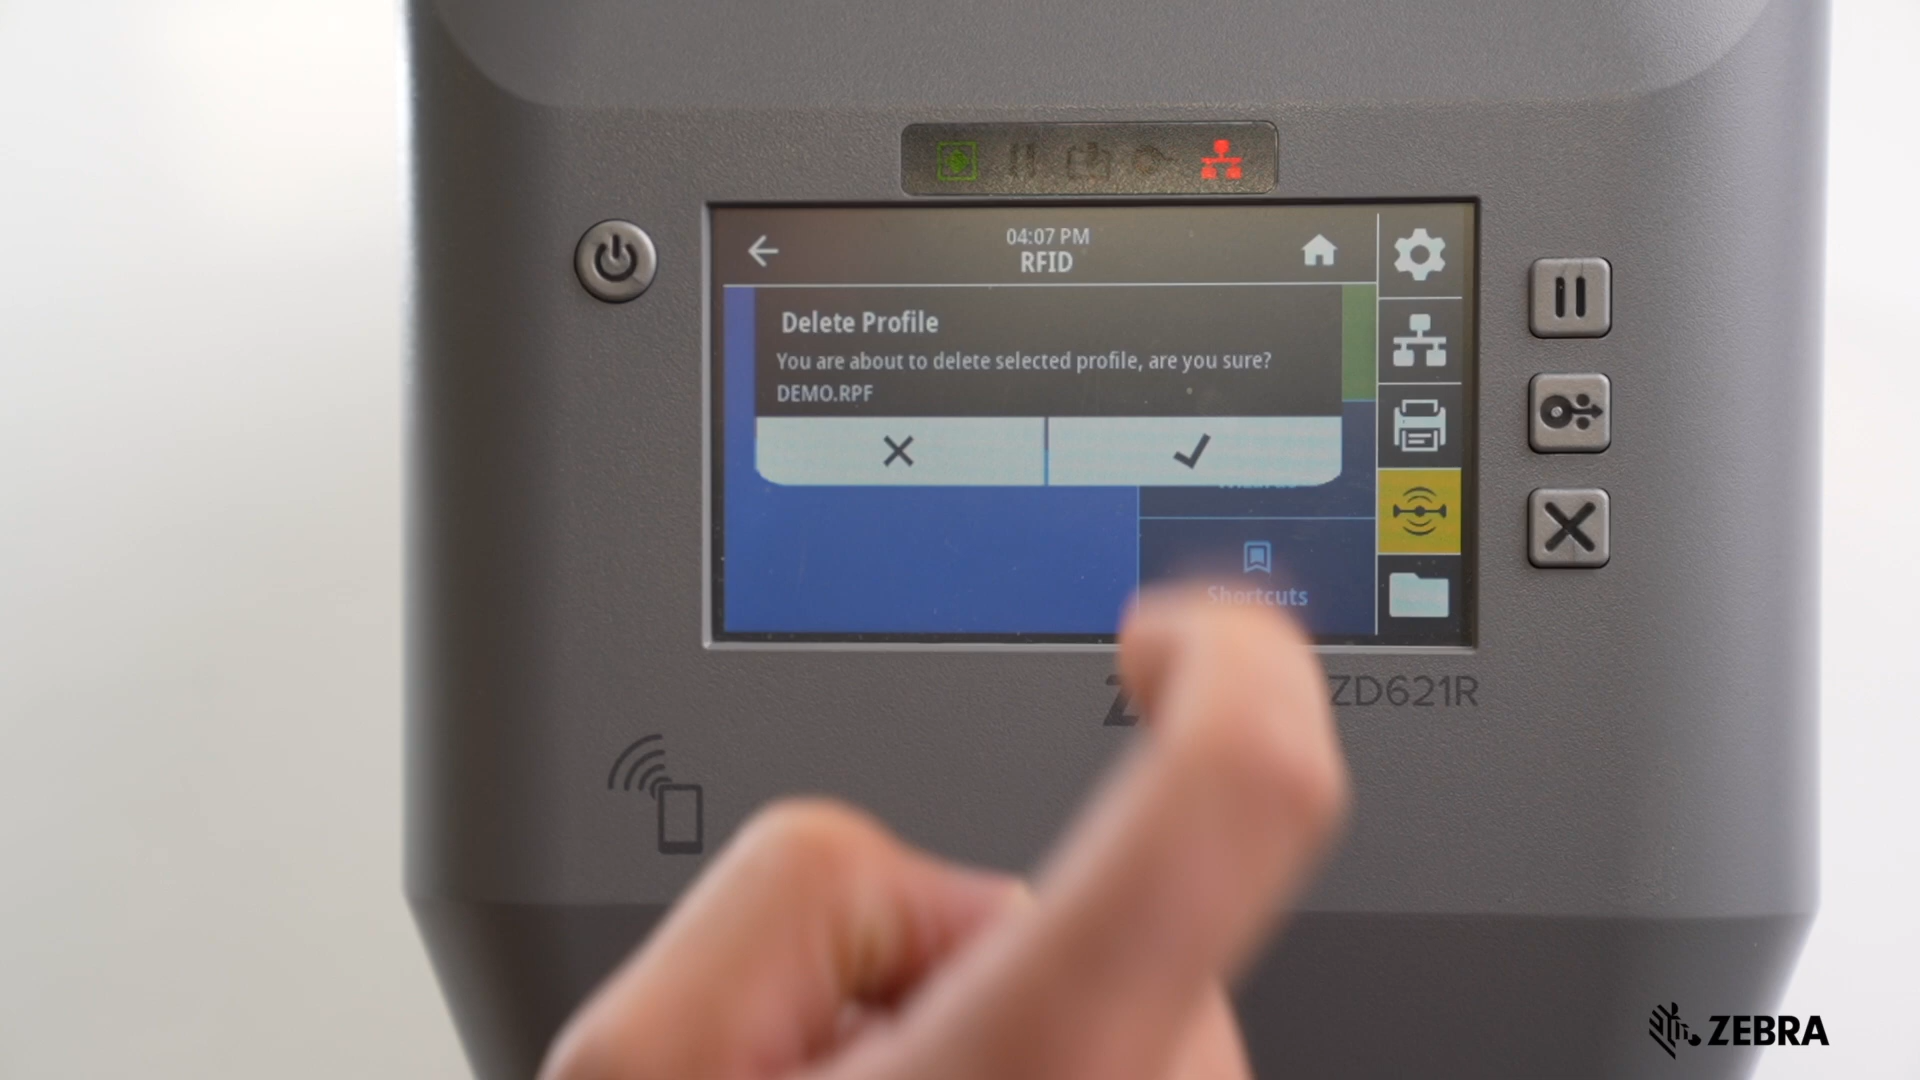 04:07 PM
RFID
Delete Profile
You are about to delete selected profile, are you sure?
DEMO.RPF
Shortcuts
ZD621R
ZEBRA